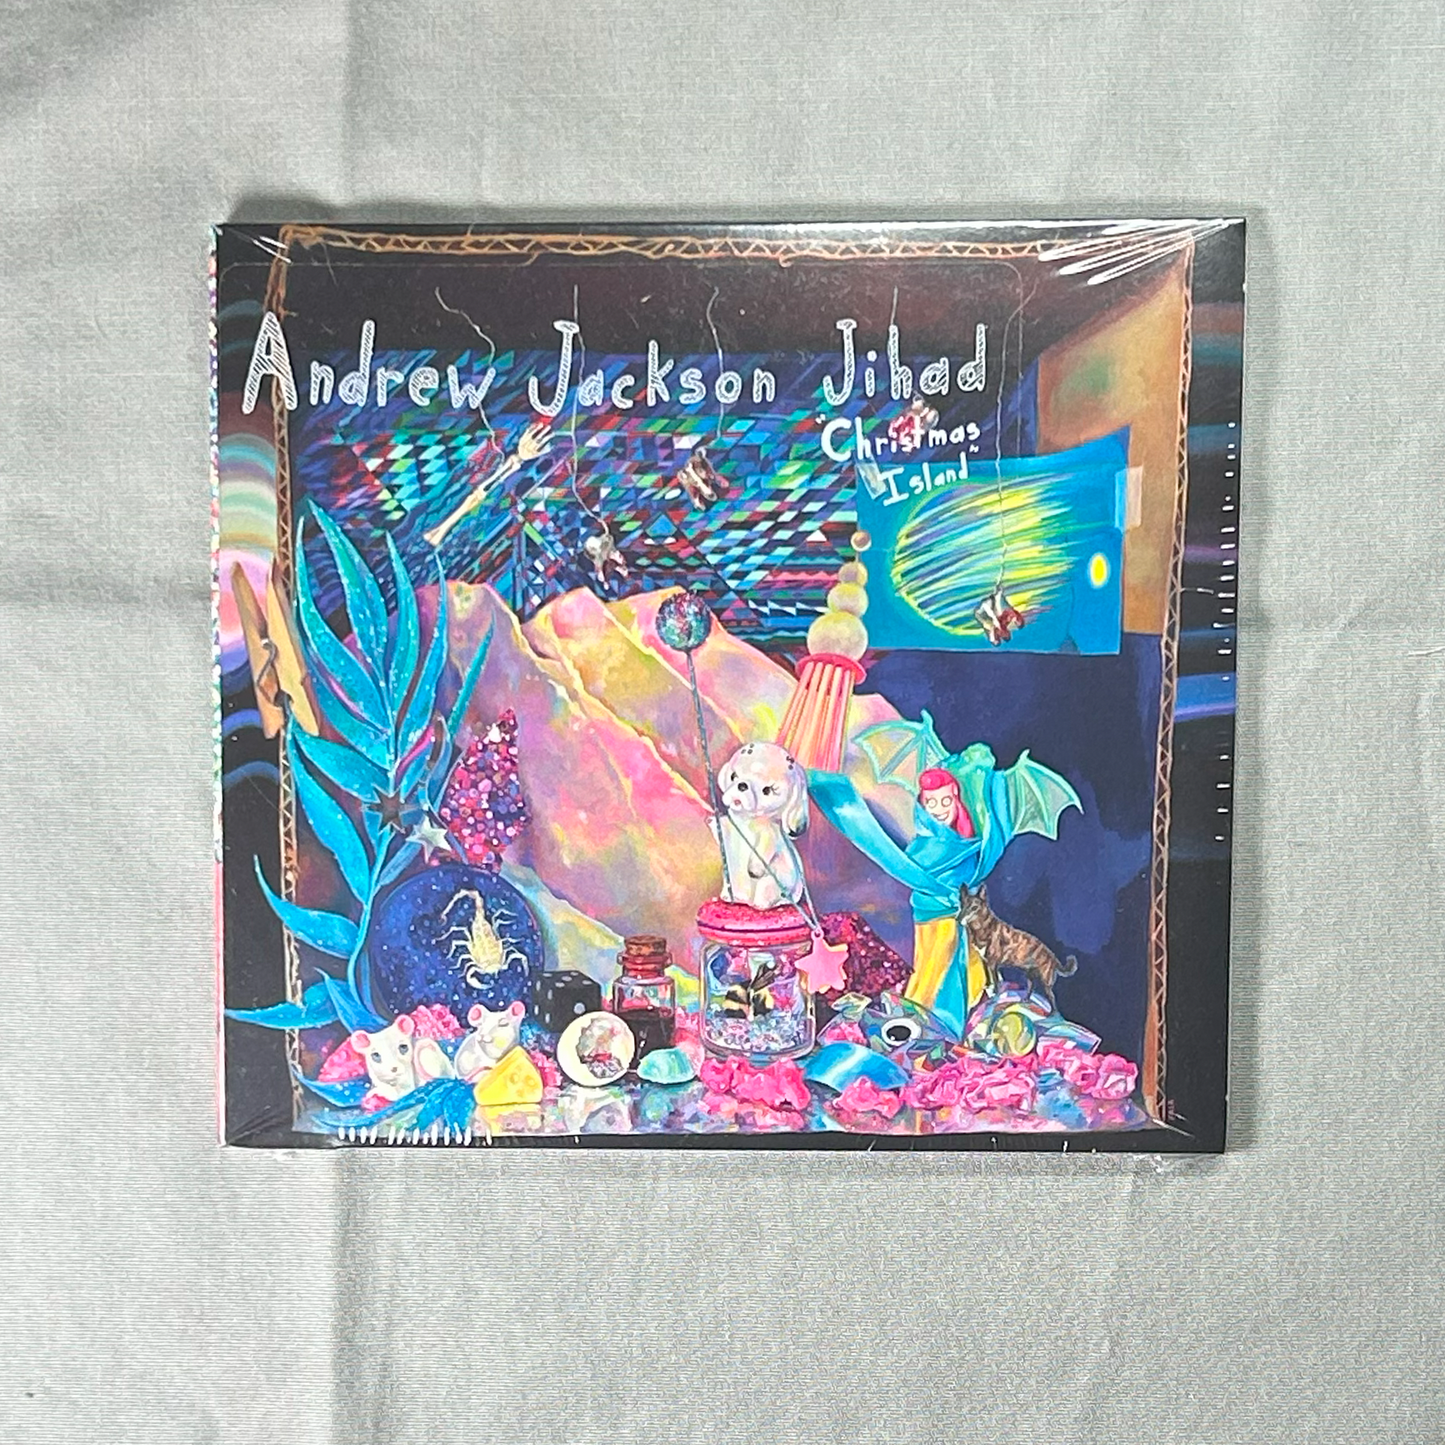 Andrew Jackson Jihad
"Christmas
Island"